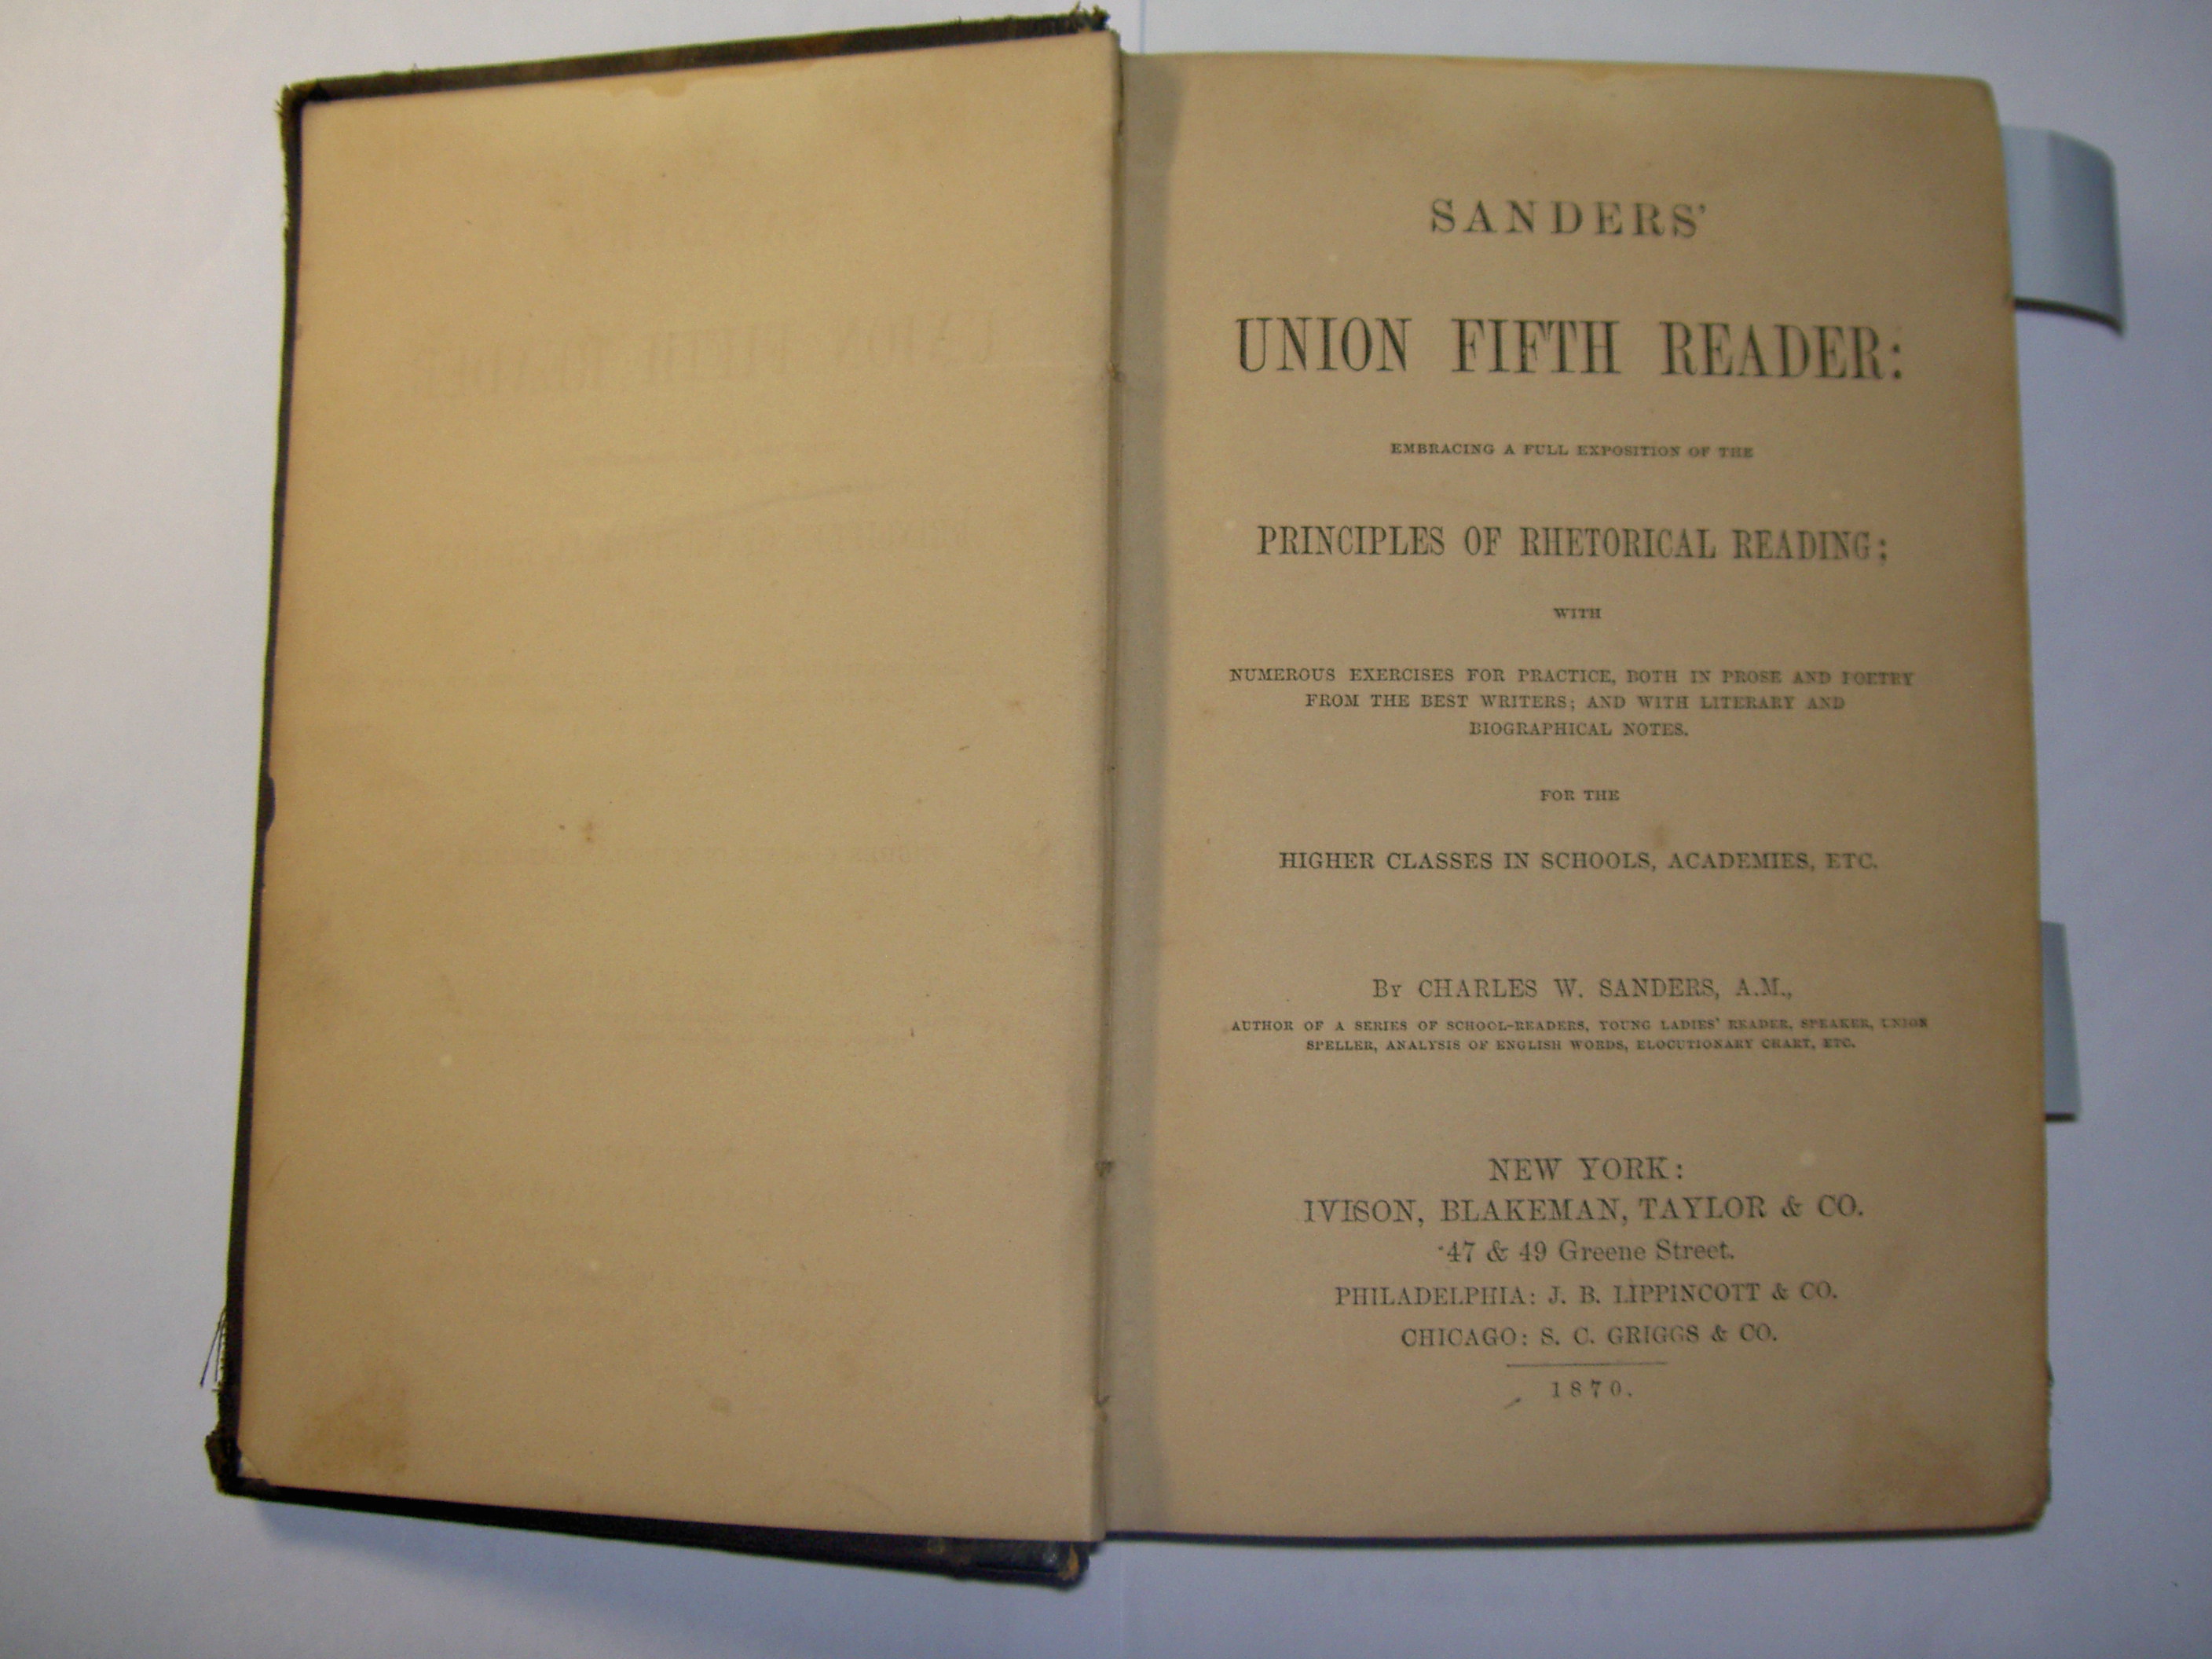 SANDERS'
UNION FIFTH READER:
EMBRACING A FULL EXPOSITION OF THE
PRINCIPLES OF RHETORICAL READING;
WITH
NUMEROUS EXERCISES FOR PRACTICE, BOTH IN PROSE AND POETRY
FROM THE BEST WRITERS; AND WITH LITERARY AND
BIOGRAPHICAL NOTES.
FOR THE
HIGHER CLASSES IN SCHOOLS, ACADEMIES, ETC.
By CHARLES W. SANDERS, A.M.,
AUTHOR OF A SERIES OF SCHOOL-READERS, YOUNG LADIES' READER, SPEAKER, UNION
SPELLER, ANALYSIS OF ENGLISH WORDS, ELOCUTIONARY CHART, ETC.
NEW YORK:
IVISON, BLAKEMAN, TAYLOR & CO.
47 & 49 Greene Street.
PHILADELPHIA: J. B. LIPPINCOTT & CO.
CHICAGO: S. C. GRIGGS & CO.
1870.